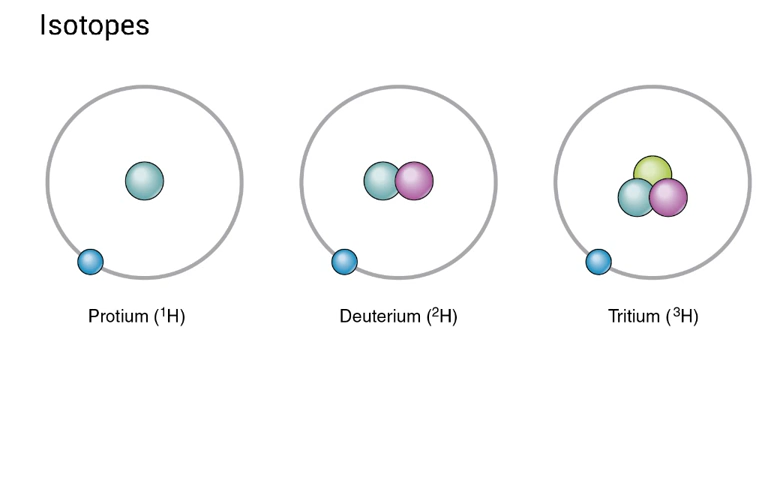 Isotopes
Protium (¹H)
Deuterium (²H)
Tritium (³H)